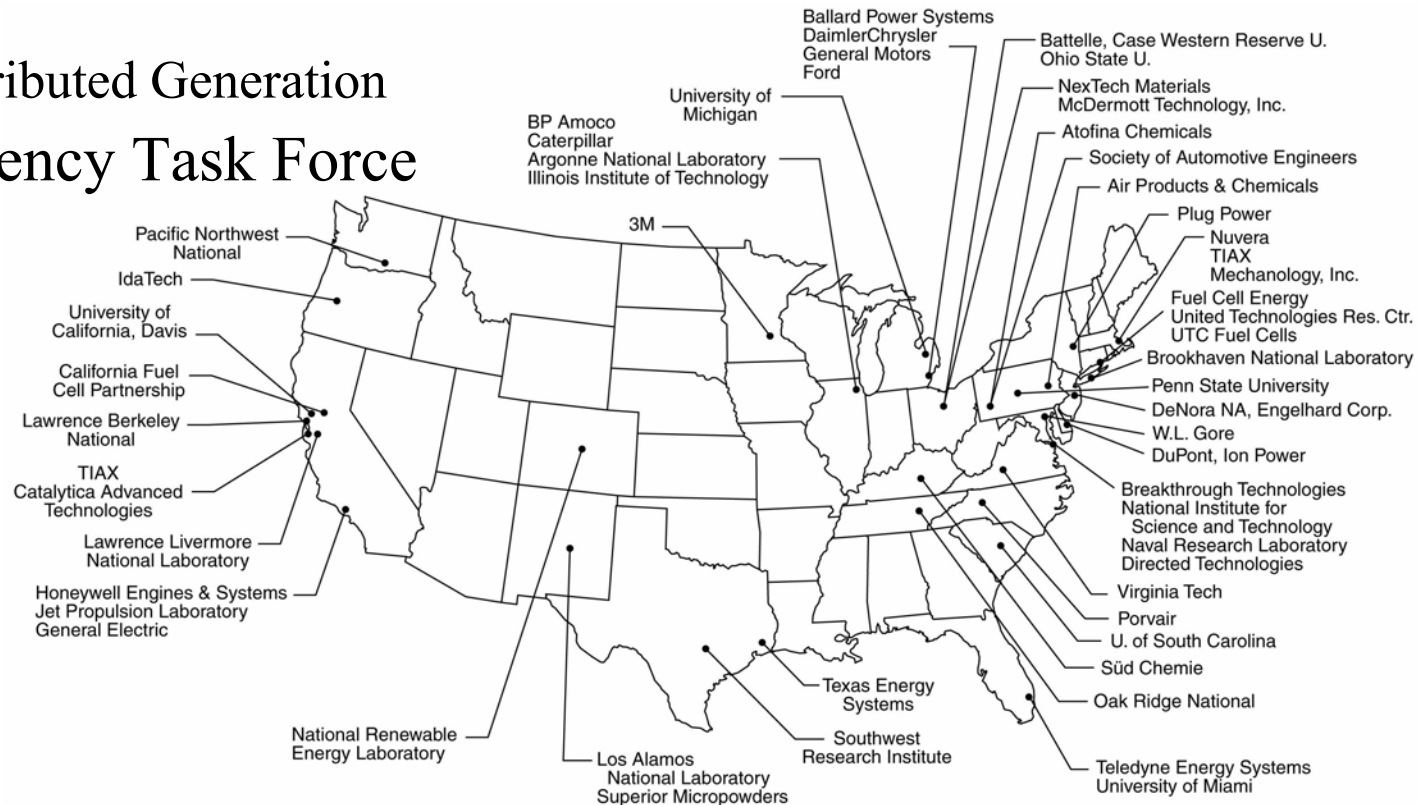 ributed Generation
ency Task Force
Ballard Power Systems
DaimlerChrysler
General Motors
Ford
Battelle, Case Western Reserve U.
Ohio State U.
University of
Michigan
NexTech Materials
McDermott Technology, Inc.
BP Amoco
Caterpillar
Argonne National Laboratory
Illinois Institute of Technology
Atofina Chemicals
Society of Automotive Engineers
Air Products & Chemicals
3M
Plug Power
Nuvera
TIAX
Mechanology, Inc.
Pacific Northwest
National
IdaTech
University of
California, Davis
California Fuel
Cell Partnership
Lawrence Berkeley
National
TIAX
Catalytica Advanced
Technologies
Lawrence Livermore
National Laboratory
Honeywell Engines & Systems
Jet Propulsion Laboratory
General Electric
Fuel Cell Energy
United Technologies Res. Ctr.
UTC Fuel Cells
Brookhaven National Laboratory
Penn State University
DeNora NA, Engelhard Corp.
W.L. Gore
DuPont, Ion Power
Breakthrough Technologies
National Institute for
Science and Technology
Naval Research Laboratory
Directed Technologies
Virginia Tech
Porvair
U. of South Carolina
Süd Chemie
Oak Ridge National
Texas Energy
Systems
National Renewable
Energy Laboratory
Southwest
Research Institute
Los Alamos
National Laboratory
Superior Micropowders
Teledyne Energy Systems
University of Miami